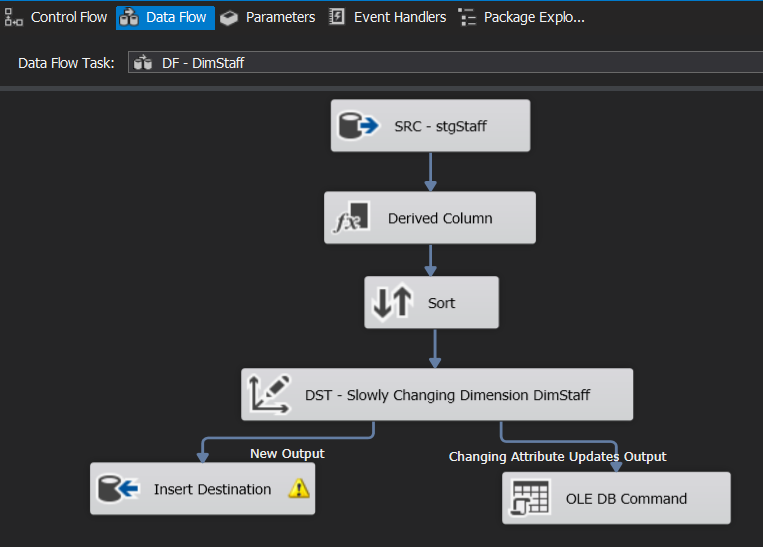 Control Flow Data Flow Parameters Event Handlers Package Explo...
Data Flow Task: DF - DimStaff
SRC - stgStaff
fx Derived Column
Sort
DST - Slowly Changing Dimension DimStaff
New Output Changing Attribute Updates Output
Insert Destination
OLE DB Command